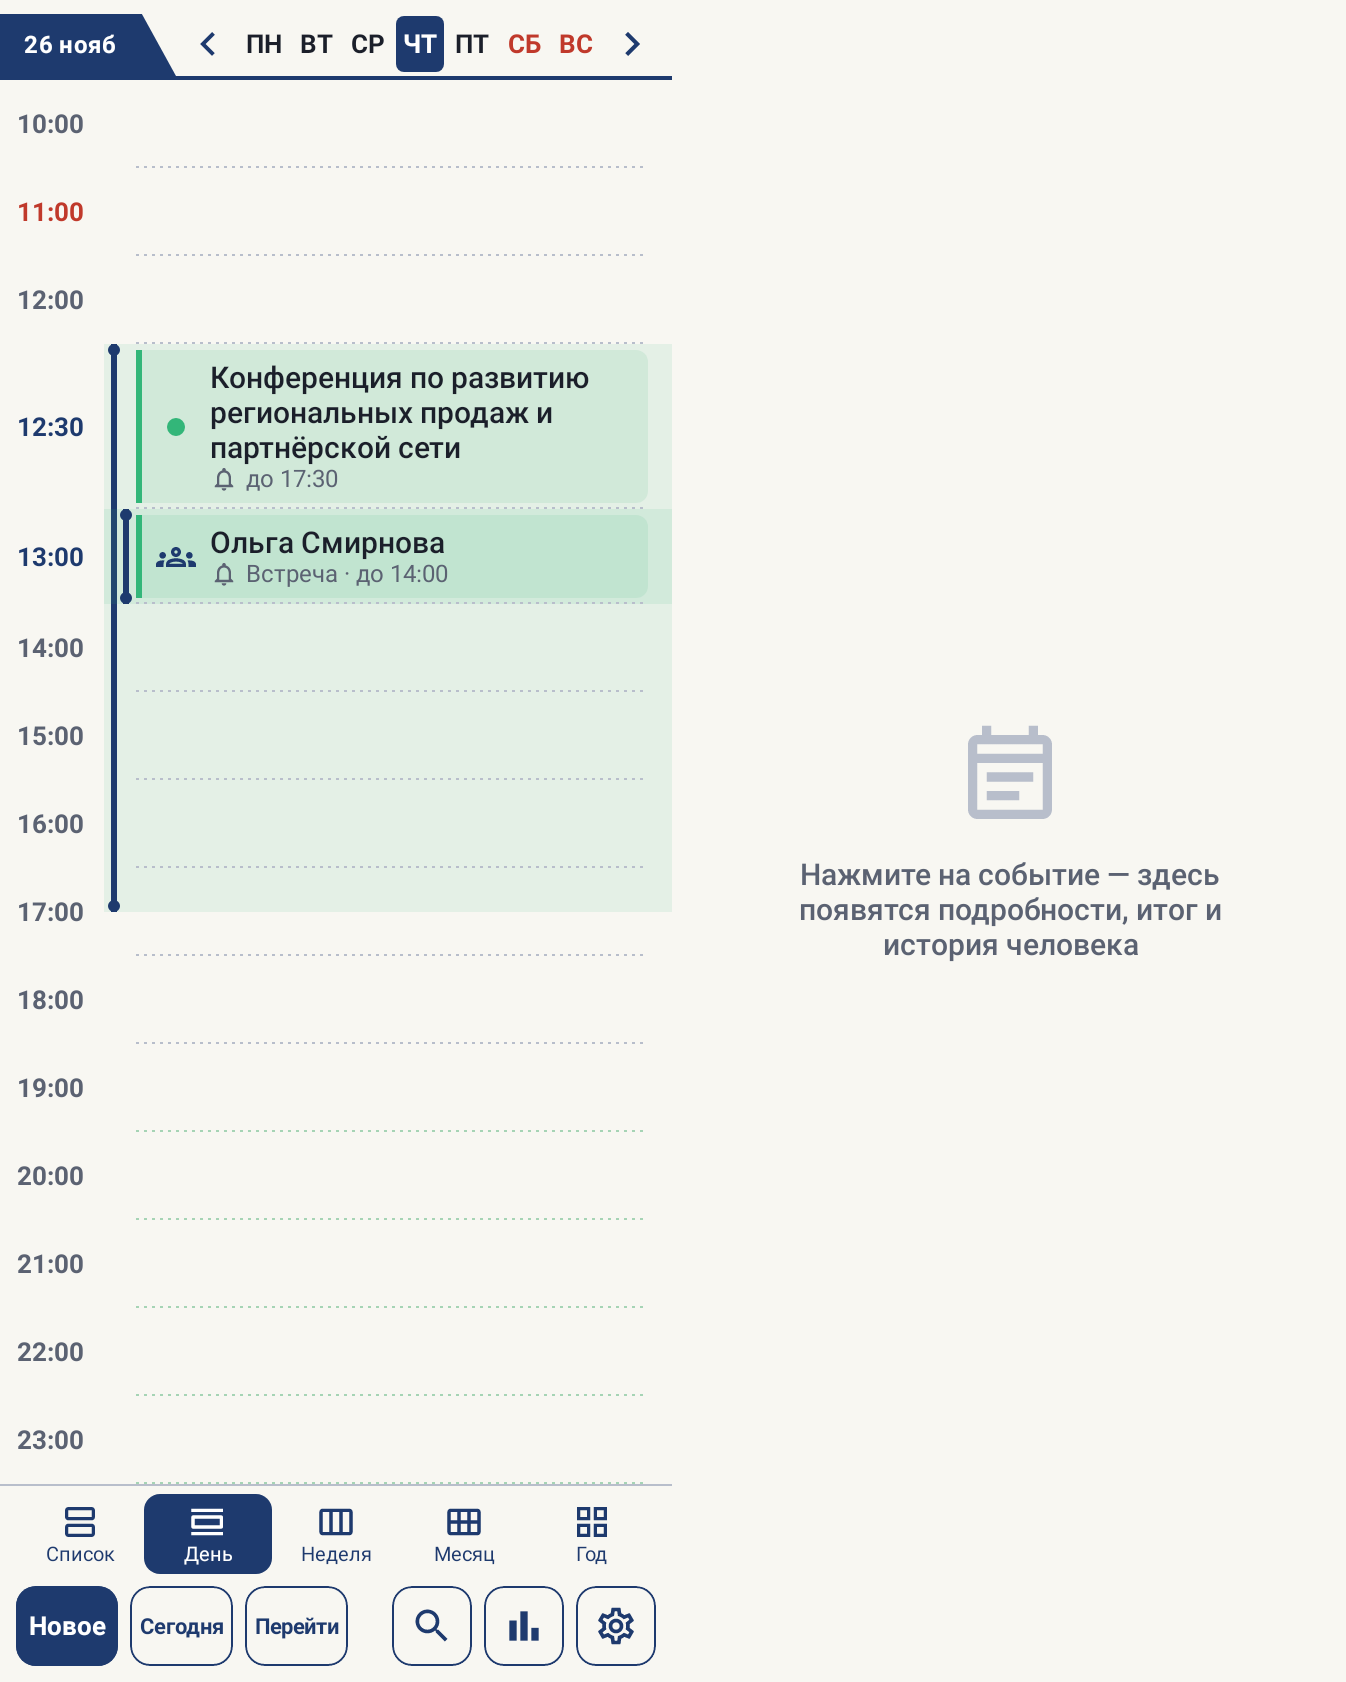 26 нояб
ПН ВТ СР ЧТ ПТ СБ ВС
10:00
11:00
12:00
12:30
Конференция по развитию
региональных продаж и
партнёрской сети
до 17:30
13:00
Ольга Смирнова
Встреча · до 14:00
14:00
15:00
16:00
17:00
18:00
19:00
20:00
21:00
22:00
23:00
Список День Неделя Месяц Год
Новое Сегодня Перейти
Нажмите на событие — здесь
появятся подробности, итог и
история человека